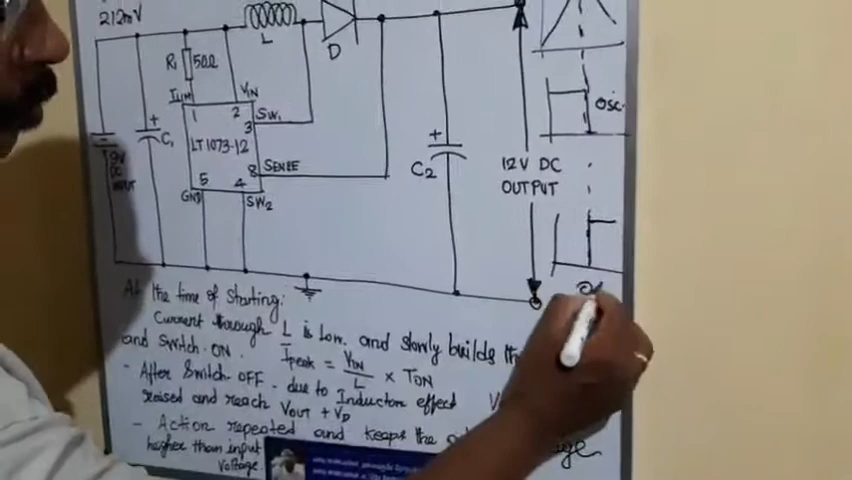 212mV
L
D
R1 50Ω
ILIM
VIN
1
2
SW1
3
C1
+
LT1073-12
8
SENSE
9V
DC
INPUT
5
4
GND
SW2
+
C2
12V DC
OUTPUT
Osc.
At the time of Starting:
Current through L is low. and slowly builds
and Switch-ON.
Ipeak = VIN/L × TON
- After Switch-OFF - due to Inductor effect
raised and reach VOUT + VD
- Action repeated and keeps the
higher than input
voltage.